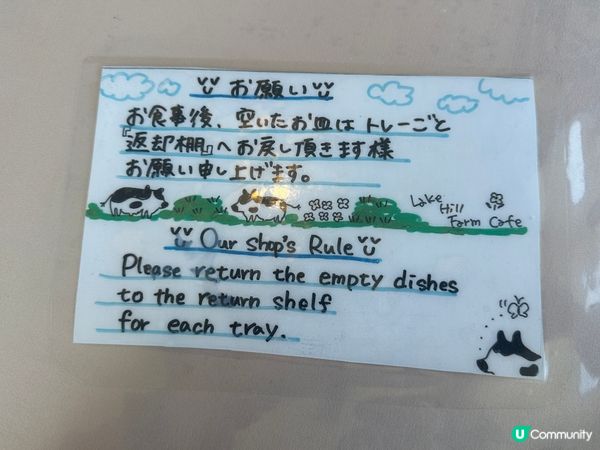 お願い
お食事後、空いたお皿はトレーごと
『返却棚』へお戻し頂きます様
お願い申し上げます。
Lake
Hill
Farm Cafe
Our shop's Rule
Please return the empty dishes
to the return shelf
for each tray.
U Community